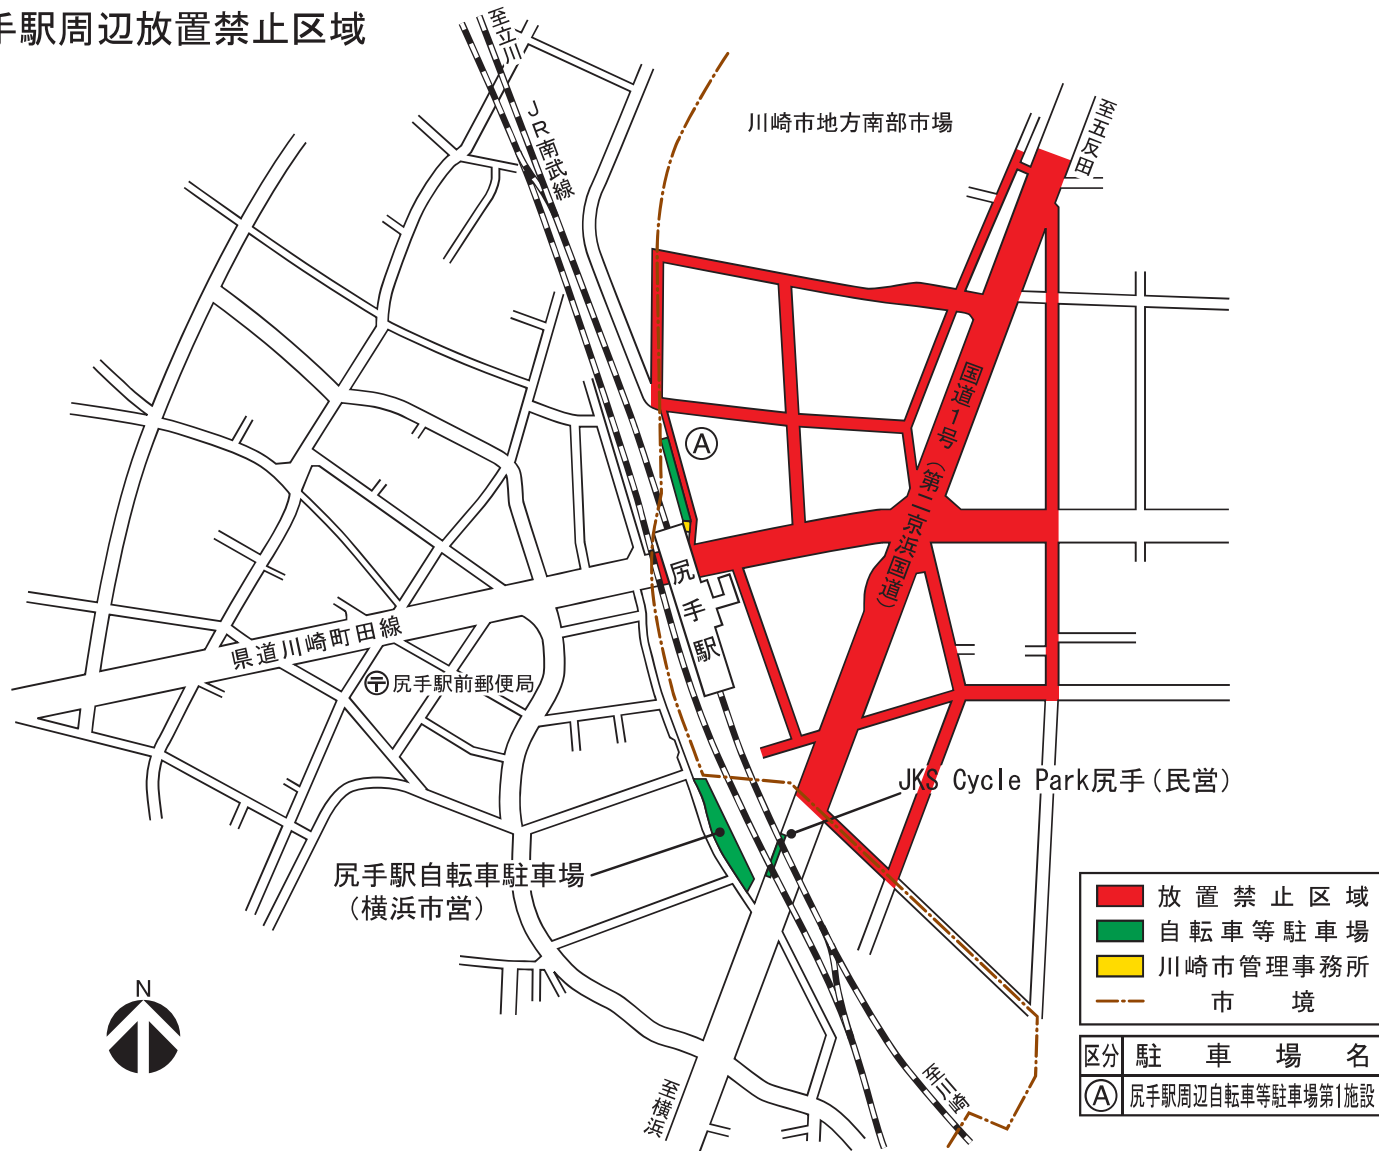 手駅周辺放置禁止区域
至立川
JR南武線
川崎市地方南部市場
至五反田
国道1号(第二京浜国道)
A
尻手駅
県道川崎町田線
〒尻手駅前郵便局
JKS Cycle Park尻手(民営)
尻手駅自転車駐車場
(横浜市営)
放置禁止区域
自転車等駐車場
川崎市管理事務所
市境
N
区分 駐車場名
A 尻手駅周辺自転車等駐車場第1施設
至横浜
至川崎